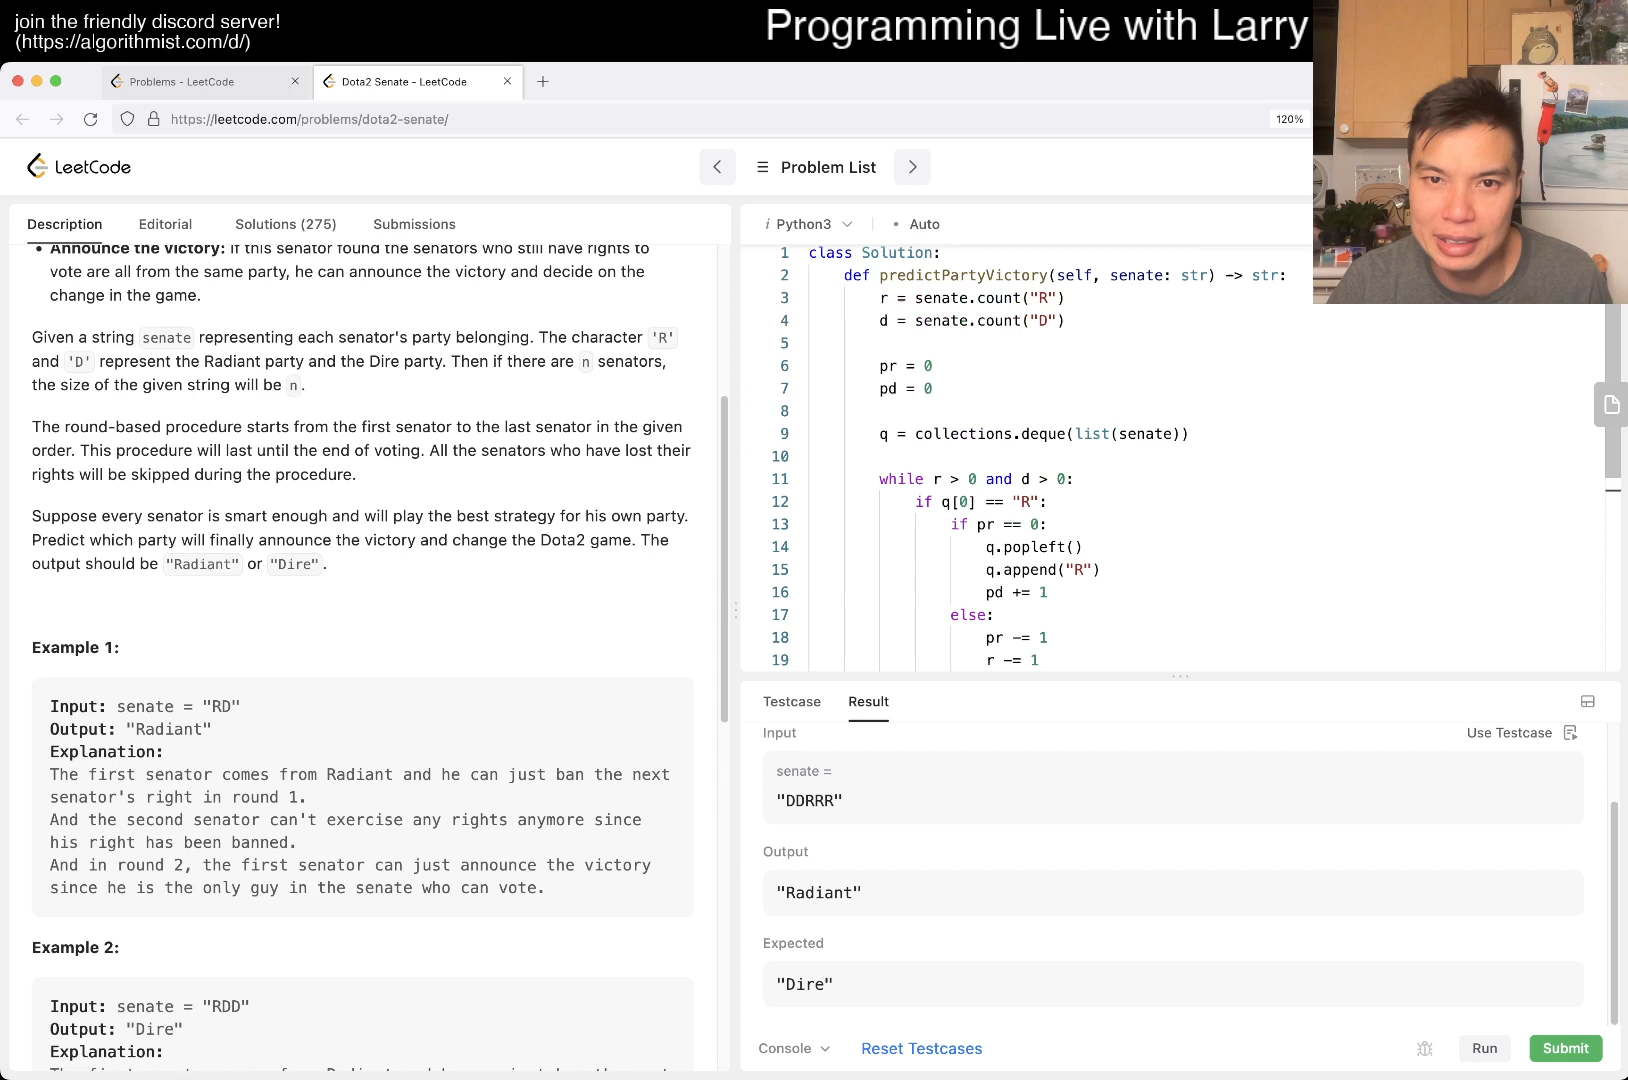 join the friendly discord server!
(https://algorithmist.com/d/)
Programming Live with Larry
Problems - LeetCode
Dota2 Senate - LeetCode
https://leetcode.com/problems/dota2-senate/
120%
LeetCode
Problem List
Description
Editorial
Solutions (275)
Submissions
• Announce the victory: If this senator found the senators who still have rights to
vote are all from the same party, he can announce the victory and decide on the
change in the game.
Given a string senate representing each senator's party belonging. The character 'R'
and 'D' represent the Radiant party and the Dire party. Then if there are n senators,
the size of the given string will be n.
The round-based procedure starts from the first senator to the last senator in the given
order. This procedure will last until the end of voting. All the senators who have lost their
rights will be skipped during the procedure.
Suppose every senator is smart enough and will play the best strategy for his own party.
Predict which party will finally announce the victory and change the Dota2 game. The
output should be "Radiant" or "Dire".
Example 1:
Input: senate = "RD"
Output: "Radiant"
Explanation:
The first senator comes from Radiant and he can just ban the next
senator's right in round 1.
And the second senator can't exercise any rights anymore since
his right has been banned.
And in round 2, the first senator can just announce the victory
since he is the only guy in the senate who can vote.
Example 2:
Input: senate = "RDD"
Output: "Dire"
Explanation:
i Python3
• Auto
1 class Solution:
2 def predictPartyVictory(self, senate: str) -> str:
3 r = senate.count("R")
4 d = senate.count("D")
5
6 pr = 0
7 pd = 0
8
9 q = collections.deque(list(senate))
10
11 while r > 0 and d > 0:
12 if q[0] == "R":
13 if pr == 0:
14 q.popleft()
15 q.append("R")
16 pd += 1
17 else:
18 pr -= 1
19 r -= 1
Testcase
Result
Input
Use Testcase
senate =
"DDRRR"
Output
"Radiant"
Expected
"Dire"
Console
Reset Testcases
Run
Submit